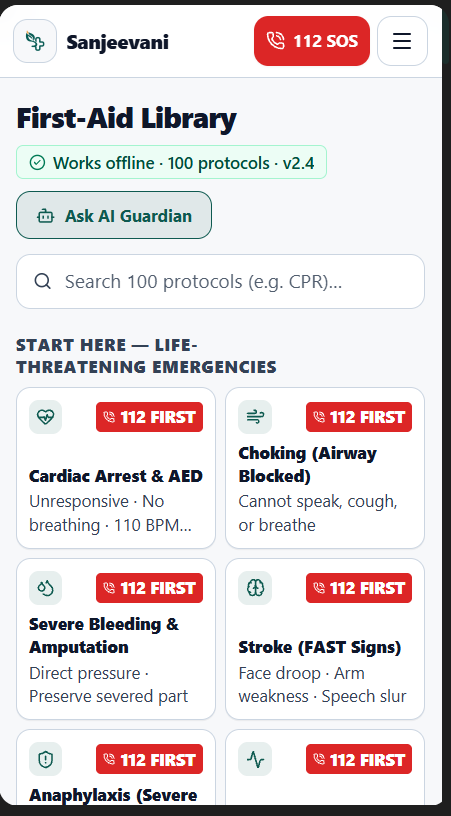 Sanjeevani
112 SOS
First-Aid Library
Works offline · 100 protocols · v2.4
Ask AI Guardian
Search 100 protocols (e.g. CPR)...
START HERE — LIFE-
THREATENING EMERGENCIES
112 FIRST
Cardiac Arrest & AED
Unresponsive · No
breathing · 110 BPM...
112 FIRST
Choking (Airway
Blocked)
Cannot speak, cough,
or breathe
112 FIRST
Severe Bleeding &
Amputation
Direct pressure ·
Preserve severed part
112 FIRST
Stroke (FAST Signs)
Face droop · Arm
weakness · Speech slur
112 FIRST
Anaphylaxis (Severe
112 FIRST